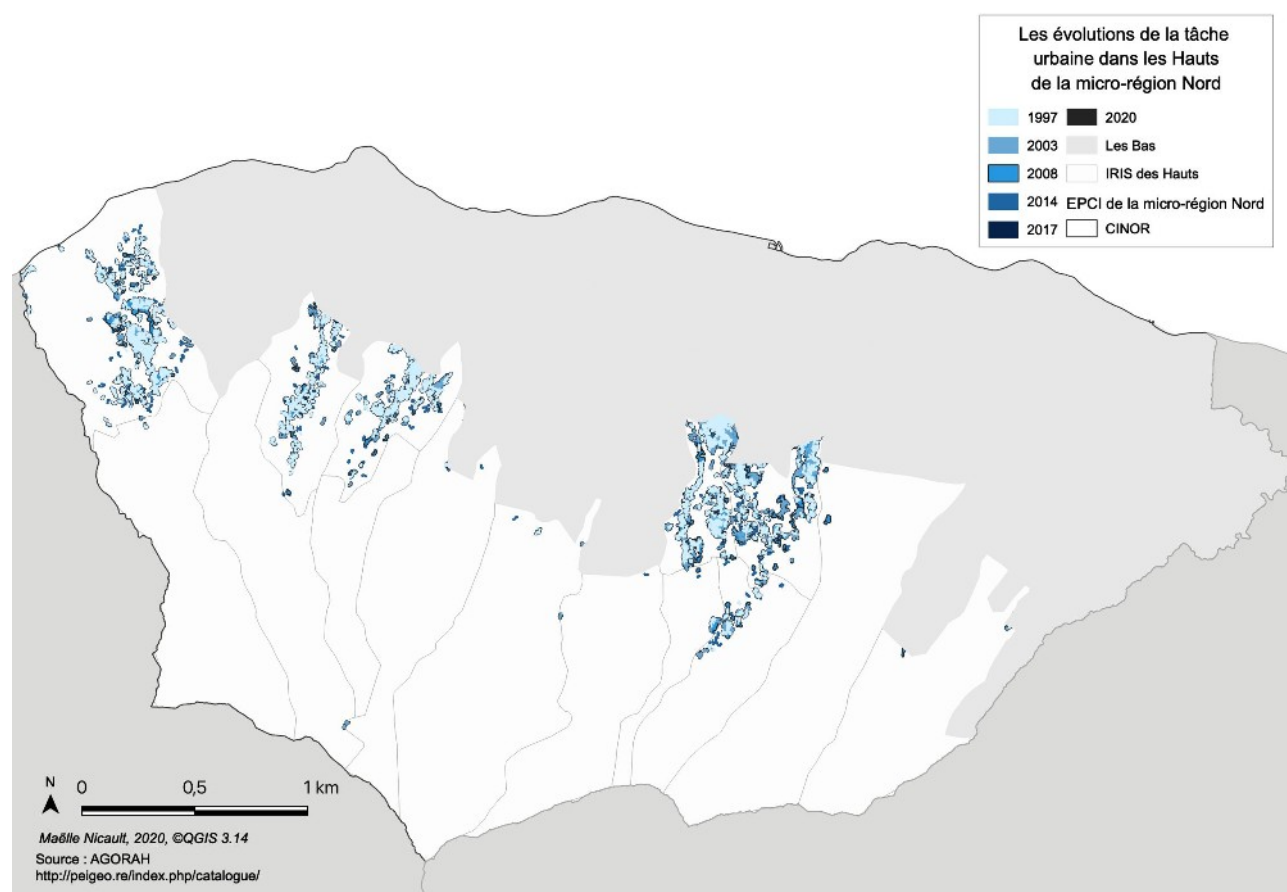 Les évolutions de la tâche
urbaine dans les Hauts
de la micro-région Nord
1997
2020
2003
Les Bas
2008
IRIS des Hauts
2014
EPCI de la micro-région Nord
2017
CINOR
N
0 0,5 1 km
Maëlle Nicault, 2020, ©QGIS 3.14
Source : AGORAH
http://peigeo.re/index.php/catalogue/